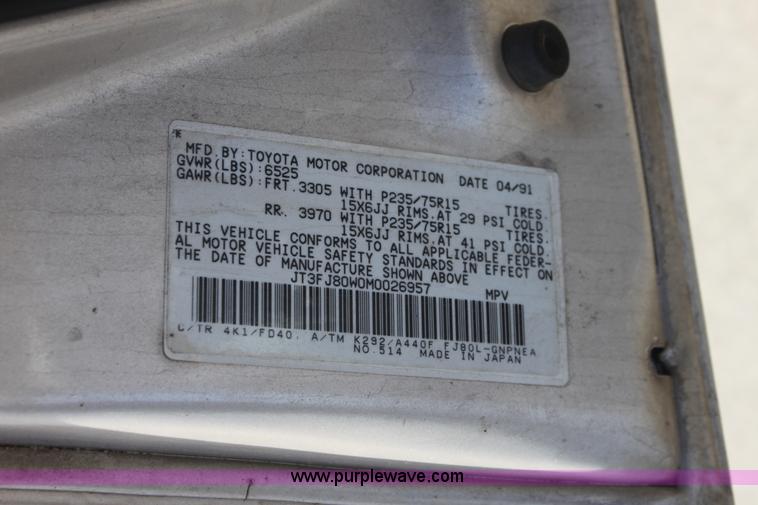 MFD. BY: TOYOTA MOTOR CORPORATION DATE 04/91
GVWR(LBS):6525
GAWR(LBS):FRT. 3305 WITH P235/75R15 TIRES.
15X6JJ RIMS.AT 29 PSI COLD.
RR. 3970 WITH P235/75R15 TIRES.
15X6JJ RIMS.AT 41 PSI COLD.
THIS VEHICLE CONFORMS TO ALL APPLICABLE FEDER-
AL MOTOR VEHICLE SAFETY STANDARDS IN EFFECT ON
THE DATE OF MANUFACTURE SHOWN ABOVE
JT3FJ80W0M0026957 MPV
C/TR 4K1/FD40. A/TM K292/A440F FJ80L-GNPNEA
NO.514 MADE IN JAPAN
www.purplewave.com